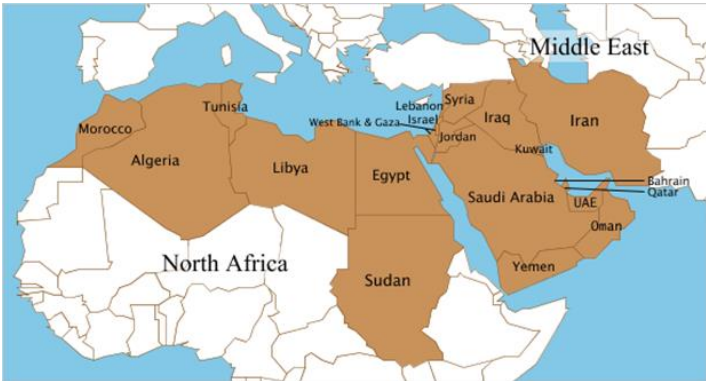 Middle East
Tunisia
Morocco
Algeria
Libya
Egypt
Lebanon
Israel
West Bank & Gaza
Syria
Jordan
Iraq
Iran
Kuwait
Bahrain
Qatar
Saudi Arabia
UAE
Oman
Yemen
North Africa
Sudan